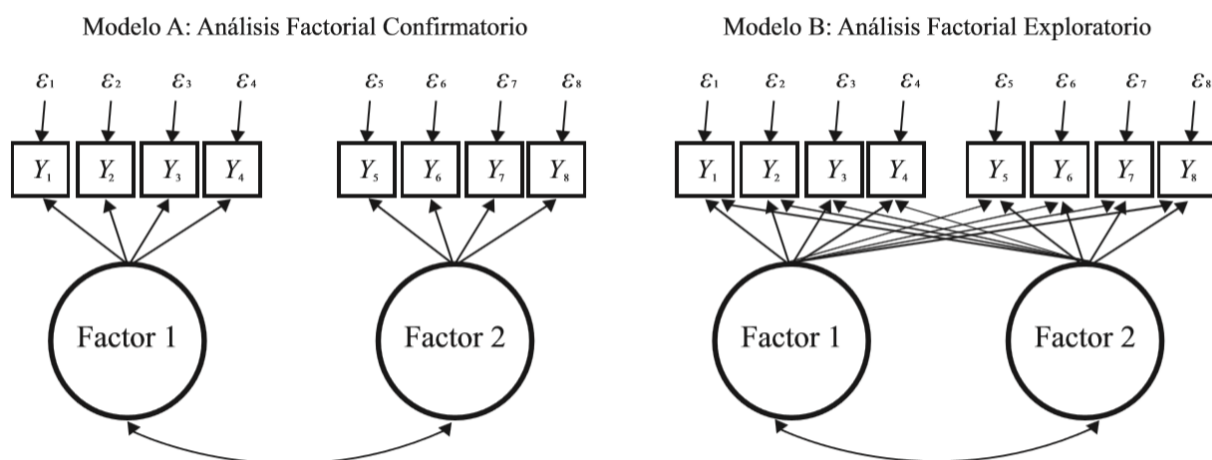 Modelo A: Análisis Factorial Confirmatorio
ε₁ ε₂ ε₃ ε₄ ε₅ ε₆ ε₇ ε₈
Y₁ Y₂ Y₃ Y₄ Y₅ Y₆ Y₇ Y₈
Factor 1 Factor 2
Modelo B: Análisis Factorial Exploratorio
ε₁ ε₂ ε₃ ε₄ ε₅ ε₆ ε₇ ε₈
Y₁ Y₂ Y₃ Y₄ Y₅ Y₆ Y₇ Y₈
Factor 1 Factor 2